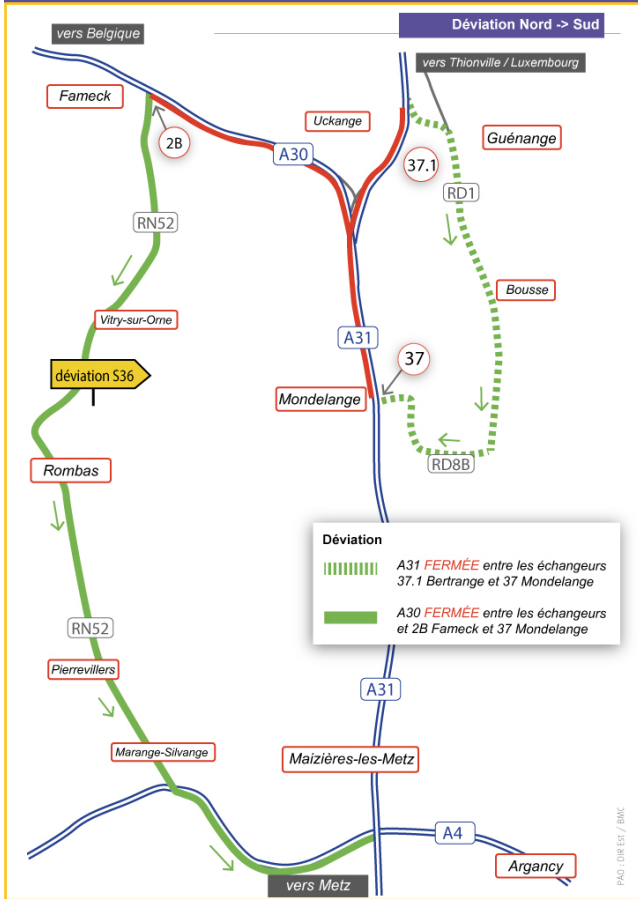 Déviation Nord -> Sud
vers Belgique
vers Thionville / Luxembourg
Fameck
Uckange
Guénange
2B
A30
37.1
RD1
RN52
Bousse
Vitry-sur-Orne
A31
37
déviation S36
Mondelange
Rombas
RD8B
Déviation
A31 FERMÉE entre les échangeurs
37.1 Bertrange et 37 Mondelange
A30 FERMÉE entre les échangeurs
et 2B Fameck et 37 Mondelange
RN52
Pierrevillers
A31
Marange-Silvange
Maizières-les-Metz
A4
Argancy
vers Metz
PAO : DIR Est / BMC